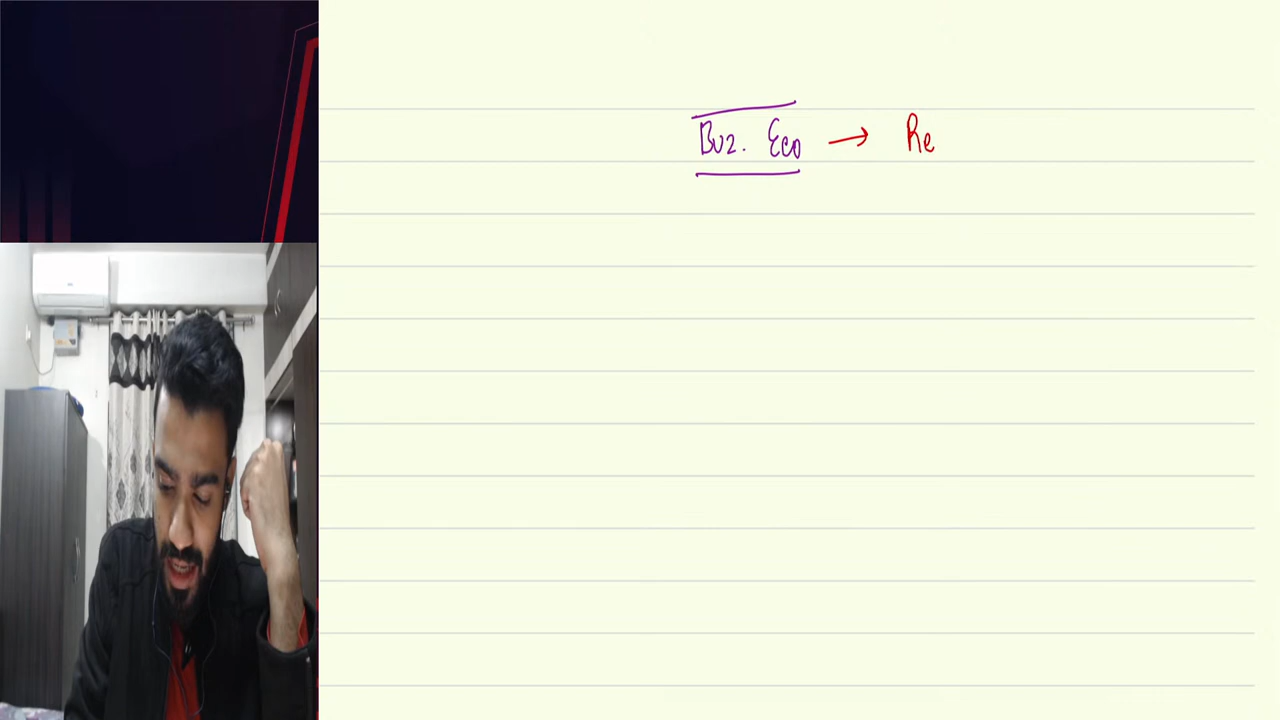 Buz. Eco → Re